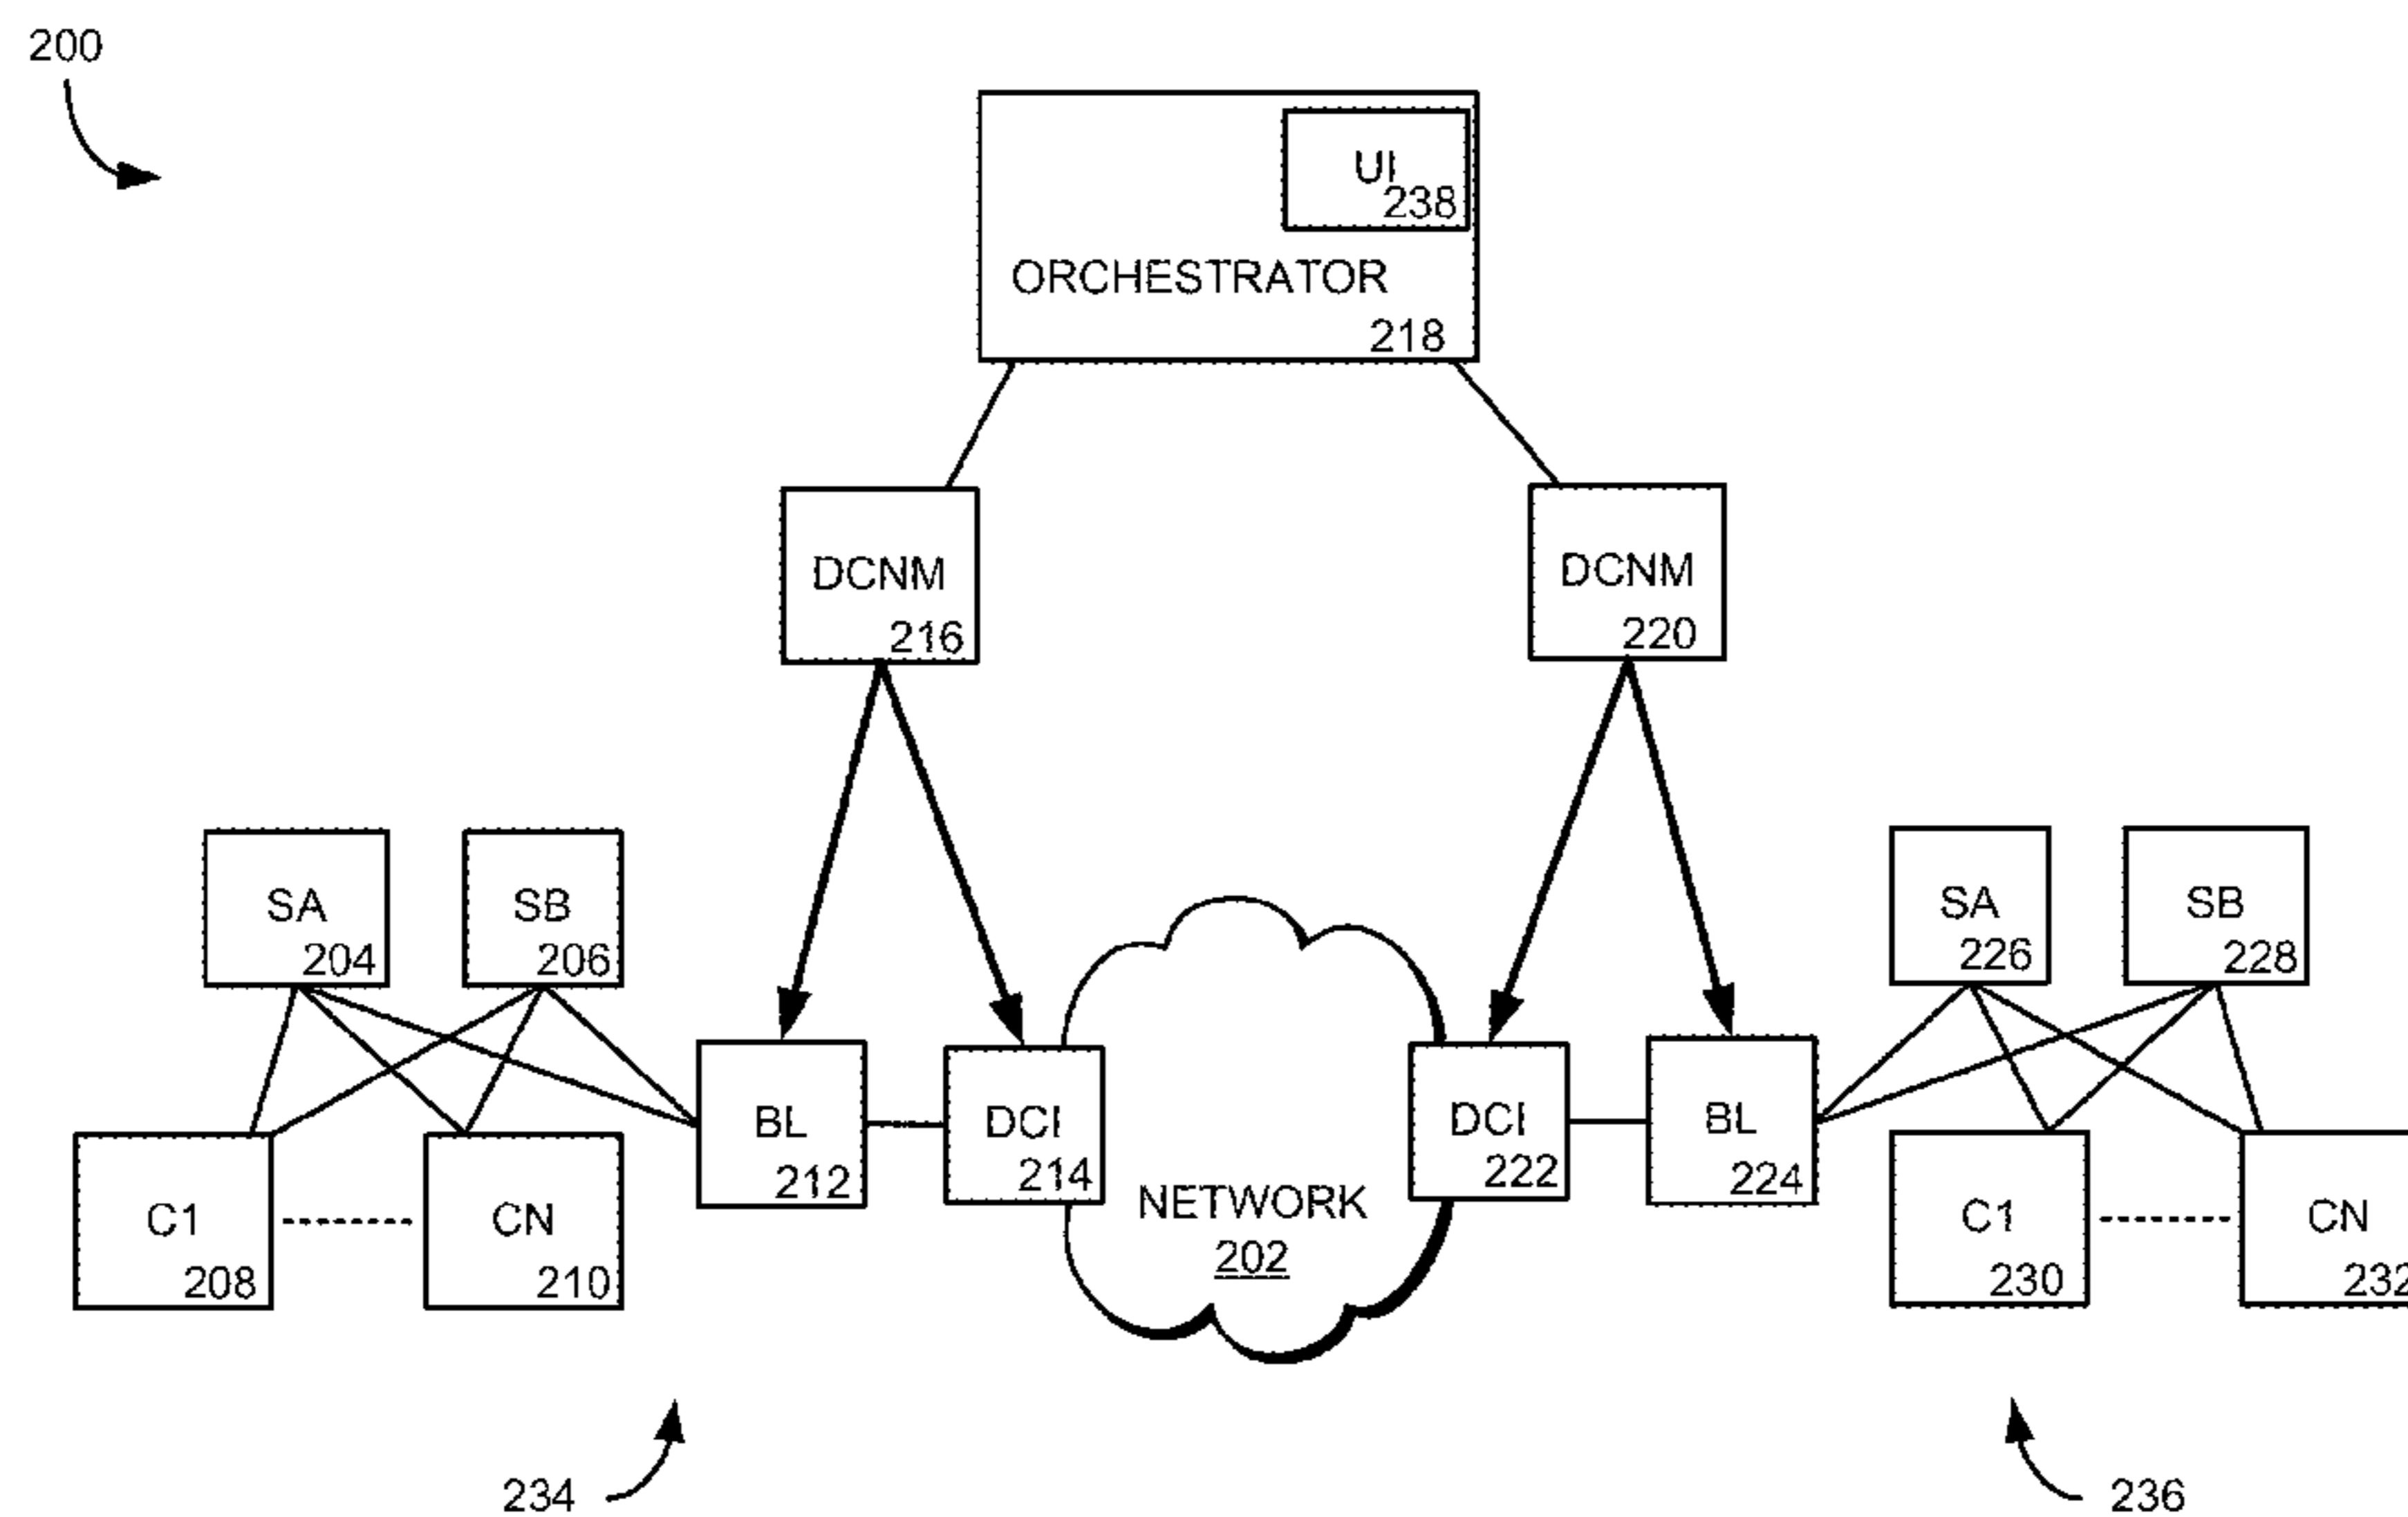 200
UI
238
ORCHESTRATOR
218
DCNM
216
DCNM
220
SA
204
SB
206
SA
226
SB
228
C1
208
CN
210
BL
212
DCI
214
NETWORK
202
DCI
222
BL
224
C1
230
CN
232
234
236